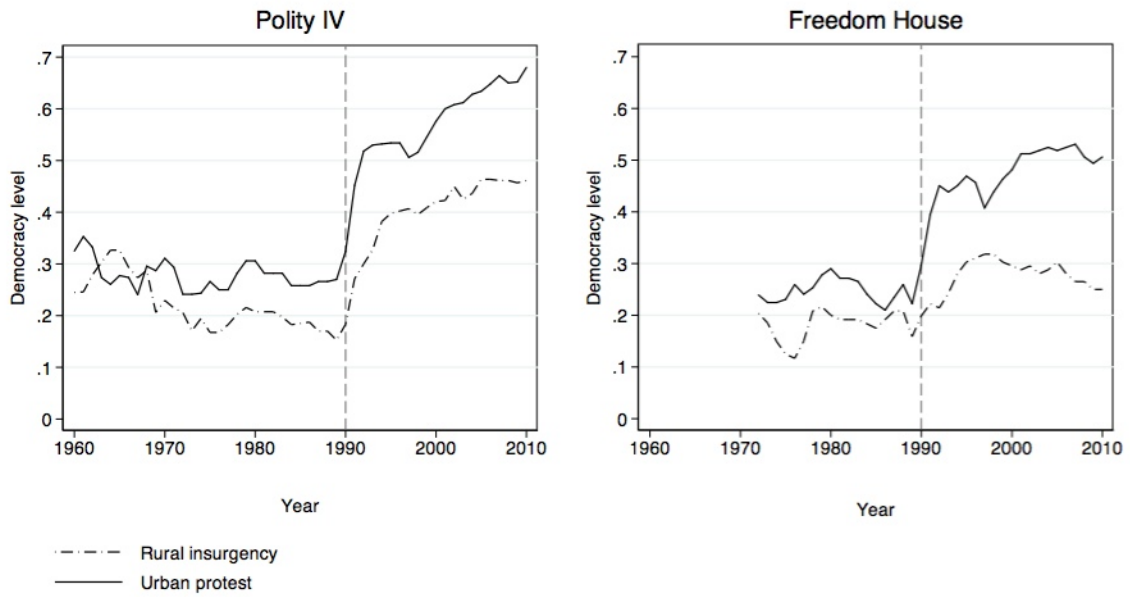 Polity IV
Freedom House
.7
.6
.5
.4
.3
.2
.1
0
Democracy level
1960 1970 1980 1990 2000 2010
Year
.7
.6
.5
.4
.3
.2
.1
0
Democracy level
1960 1970 1980 1990 2000 2010
Year
Rural insurgency
Urban protest